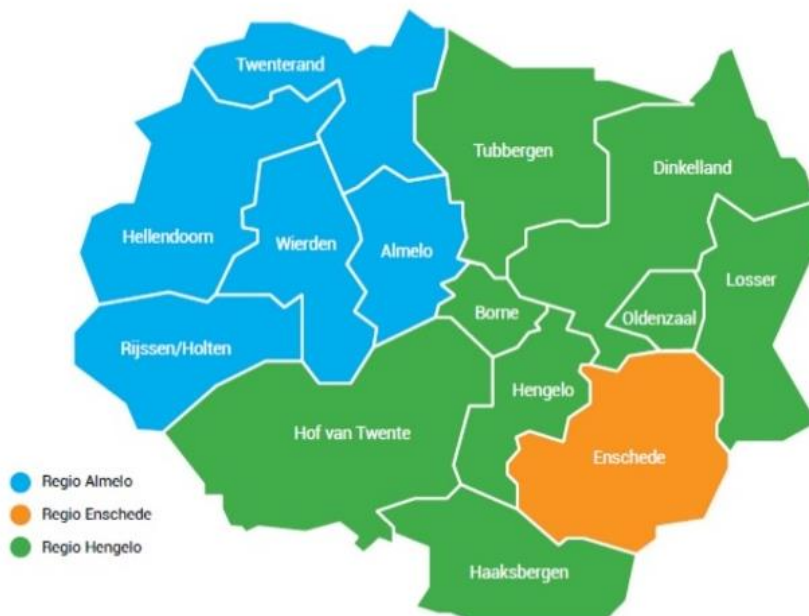 Twenterand
Tubbergen
Dinkelland
Hellendoorn
Wierden
Almelo
Losser
Borne
Oldenzaal
Rijssen/Holten
Hengelo
Hof van Twente
Enschede
Haaksbergen
Regio Almelo
Regio Enschede
Regio Hengelo